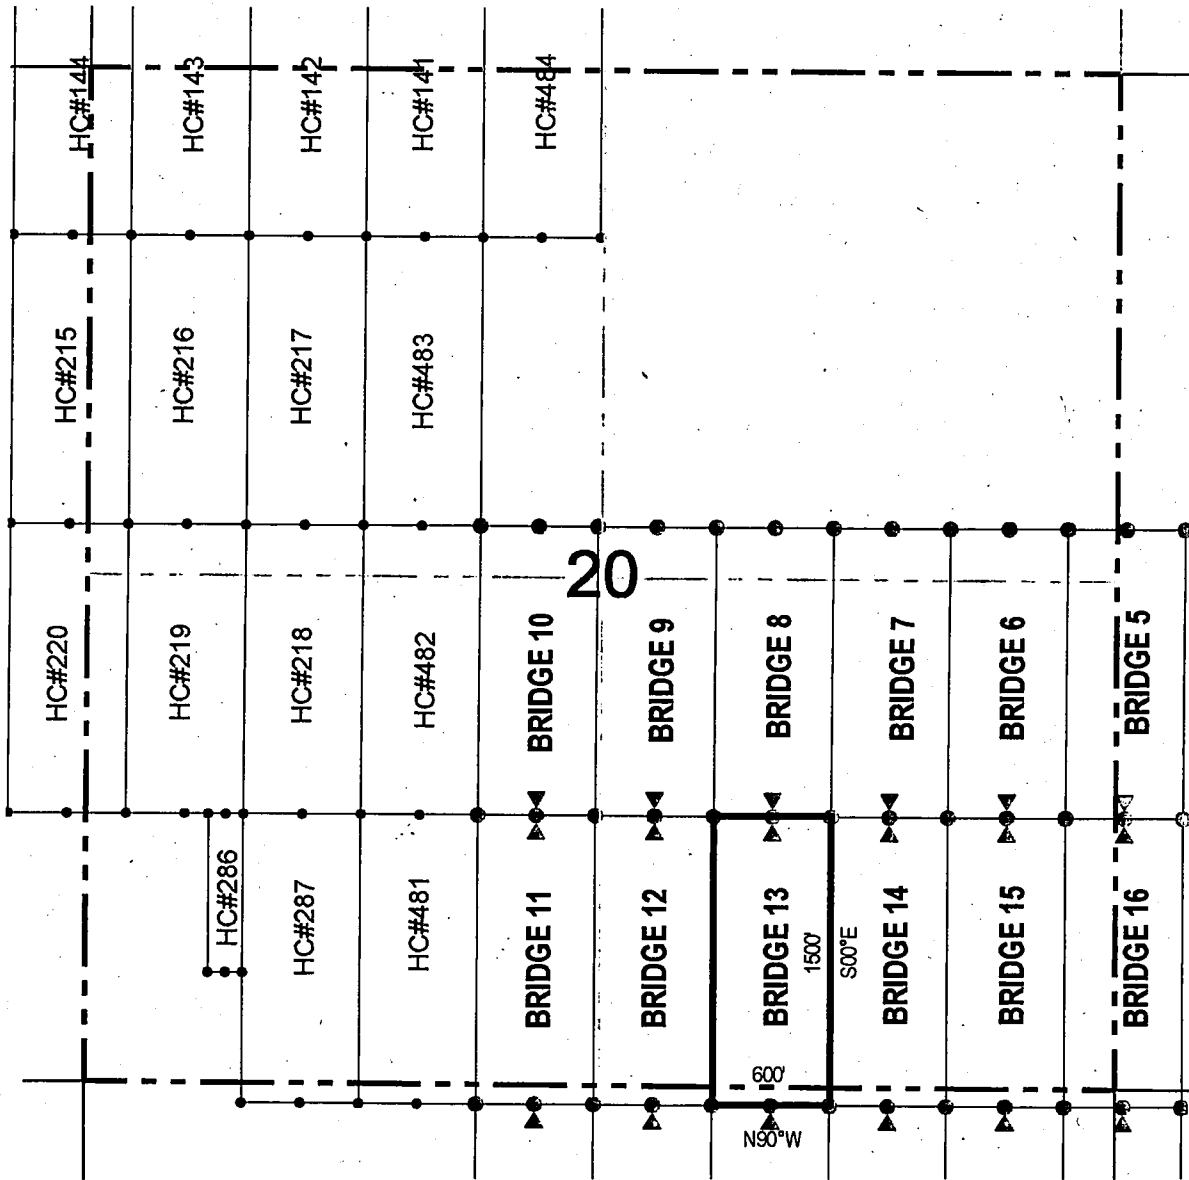 HC#144
HC#143
HC#142
HC#141
HC#484
HC#215
HC#216
HC#217
HC#483
20
HC#220
HC#219
HC#218
HC#482
BRIDGE 10
BRIDGE 9
BRIDGE 8
BRIDGE 7
BRIDGE 6
BRIDGE 5
HC#286
HC#287
HC#481
BRIDGE 11
BRIDGE 12
BRIDGE 13
1500'
S00°E
BRIDGE 14
BRIDGE 15
BRIDGE 16
600'
N90°W